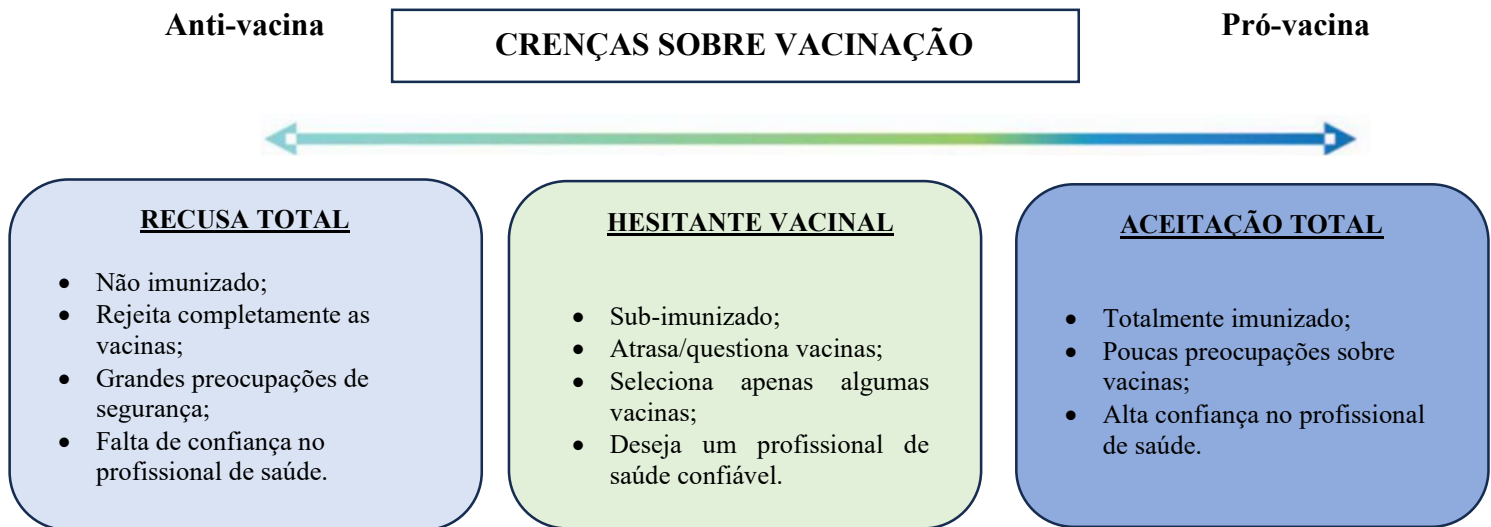 Anti-vacina
CRENÇAS SOBRE VACINAÇÃO
Pró-vacina
RECUSA TOTAL
• Não imunizado;
• Rejeita completamente as
vacinas;
• Grandes preocupações de
segurança;
• Falta de confiança no
profissional de saúde.
HESITANTE VACINAL
• Sub-imunizado;
• Atrasa/questiona vacinas;
• Seleciona apenas algumas
vacinas;
• Deseja um profissional de
saúde confiável.
ACEITAÇÃO TOTAL
• Totalmente imunizado;
• Poucas preocupações sobre
vacinas;
• Alta confiança no profissional
de saúde.